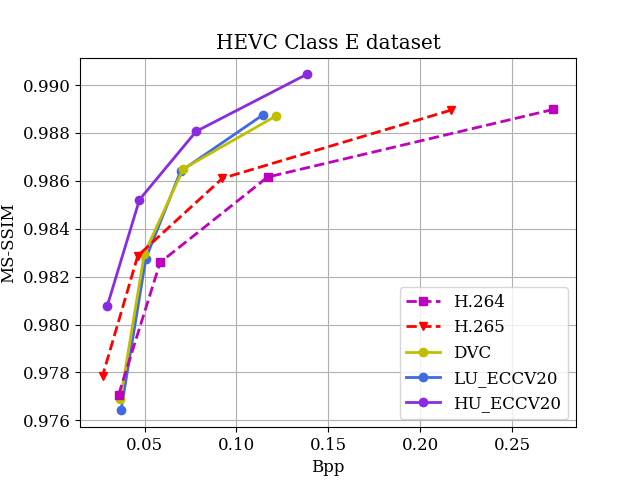 HEVC Class E dataset
MS-SSIM
0.990
0.988
0.986
0.984
0.982
0.980
0.978
0.976
H.264
H.265
DVC
LU_ECCV20
HU_ECCV20
0.05
0.10
0.15
0.20
0.25
Bpp